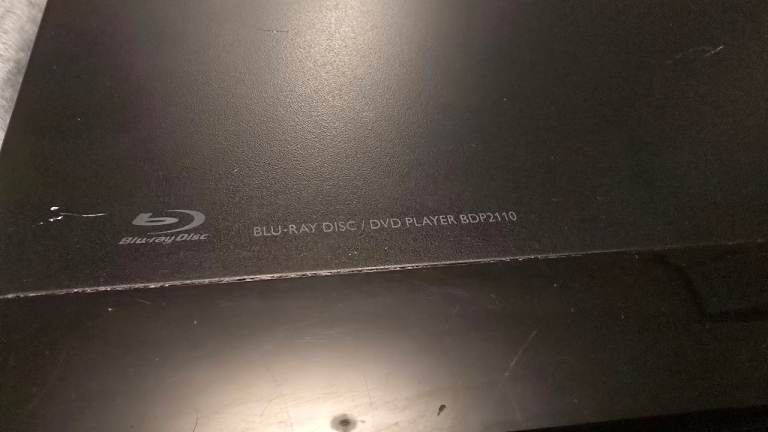 Blu-ray Disc
BLU-RAY DISC / DVD PLAYER BDP2110